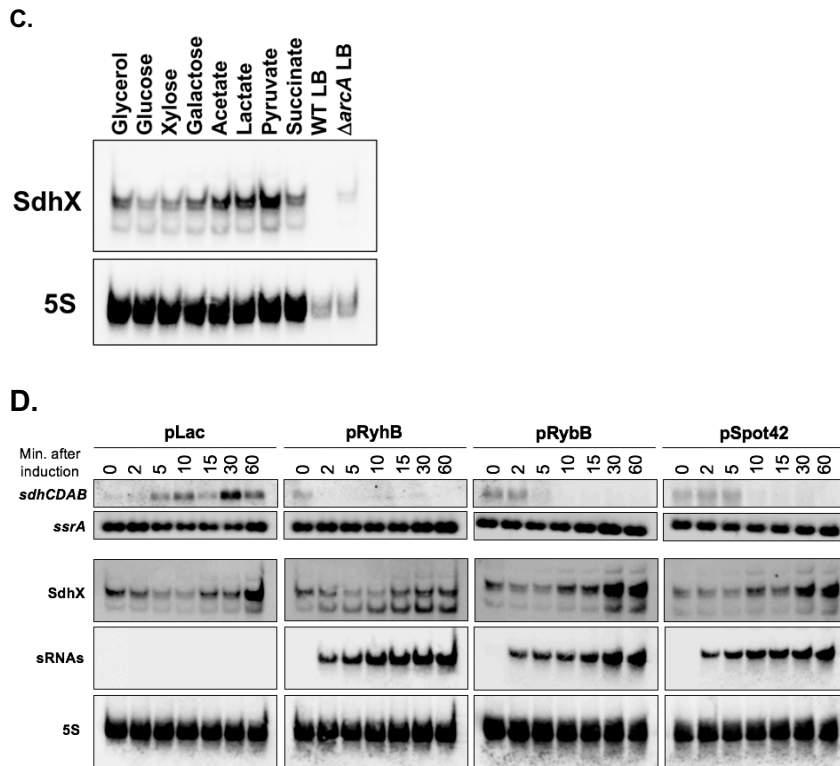 C.
Glycerol Glucose Xylose Galactose Acetate Lactate Pyruvate Succinate WT LB ΔarcA LB
SdhX
5S
D.
pLac pRyhB pRybB pSpot42
Min. after
induction
0 2 5 10 15 30 60 0 2 5 10 15 30 60 0 2 5 10 15 30 60 0 2 5 10 15 30 60
sdhCDAB
ssrA
SdhX
sRNAs
5S